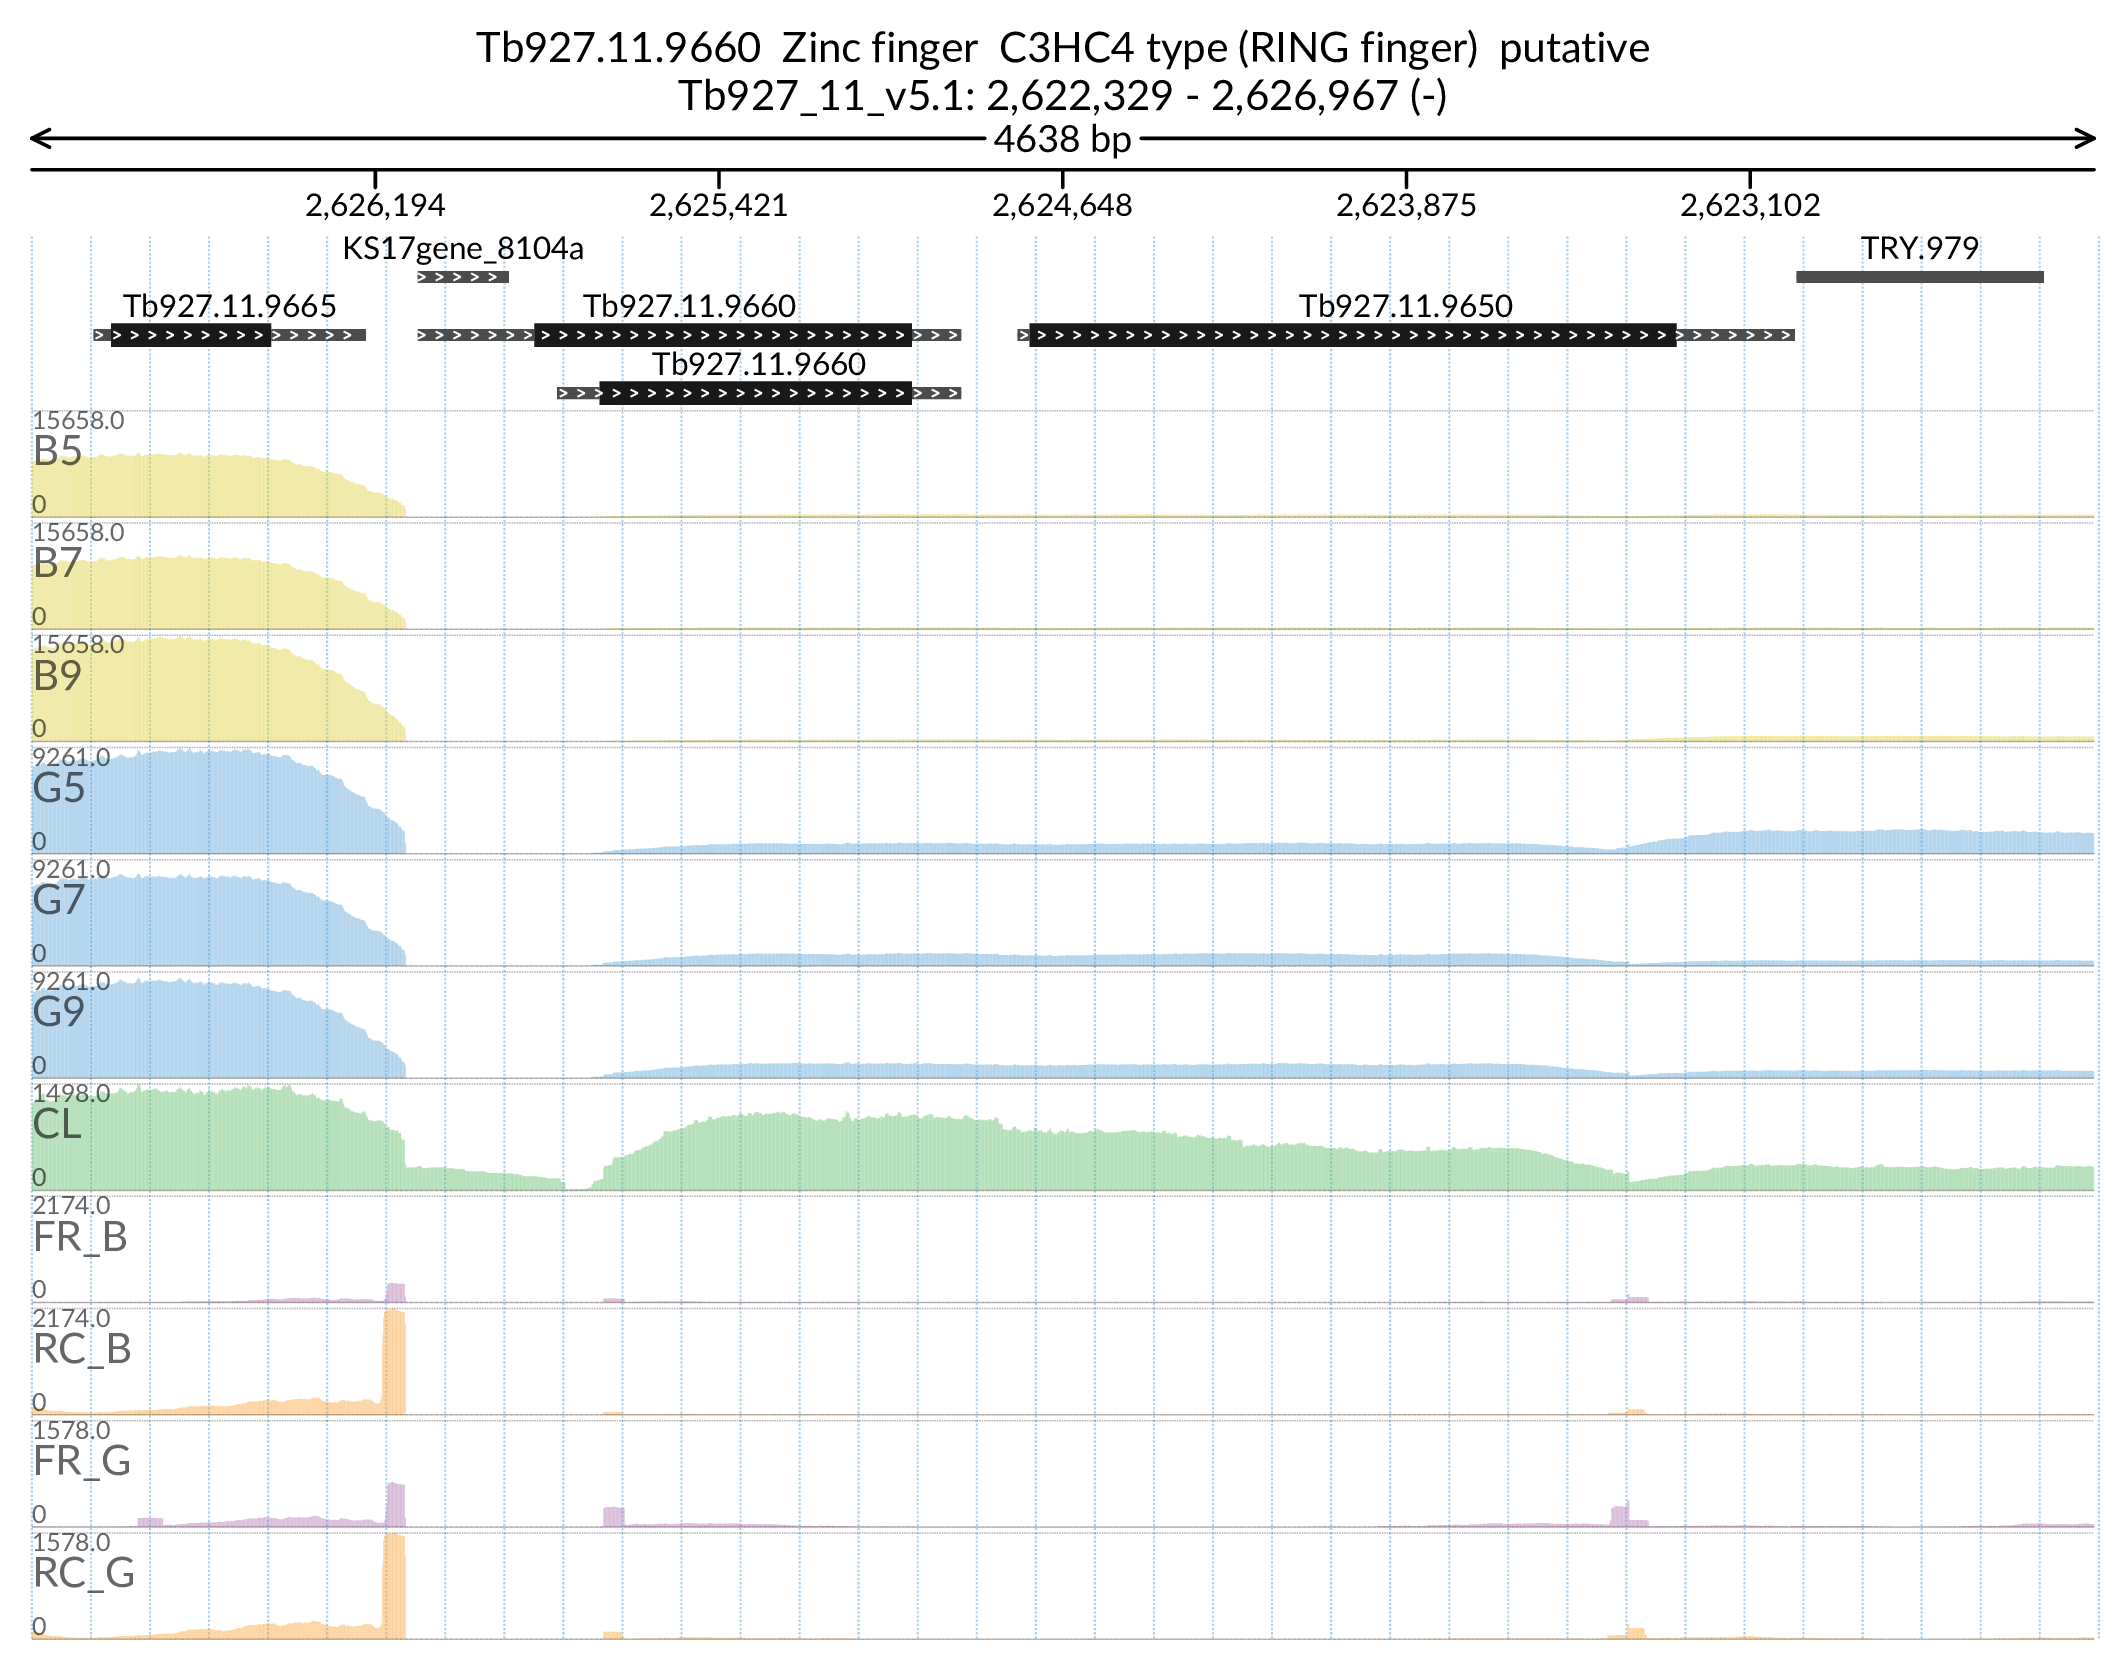 Tb927.11.9660 Zinc finger C3HC4 type (RING finger) putative
Tb927_11_v5.1: 2,622,329 - 2,626,967 (-)
4638 bp
2,626,194 2,625,421 2,624,648 2,623,875 2,623,102
KS17gene_8104a TRY.979
Tb927.11.9665 Tb927.11.9660 Tb927.11.9650
Tb927.11.9660
15658.0
B5
0
15658.0
B7
0
15658.0
B9
0
9261.0
G5
0
9261.0
G7
0
9261.0
G9
0
1498.0
CL
0
2174.0
FR_B
0
2174.0
RC_B
0
1578.0
FR_G
0
1578.0
RC_G
0